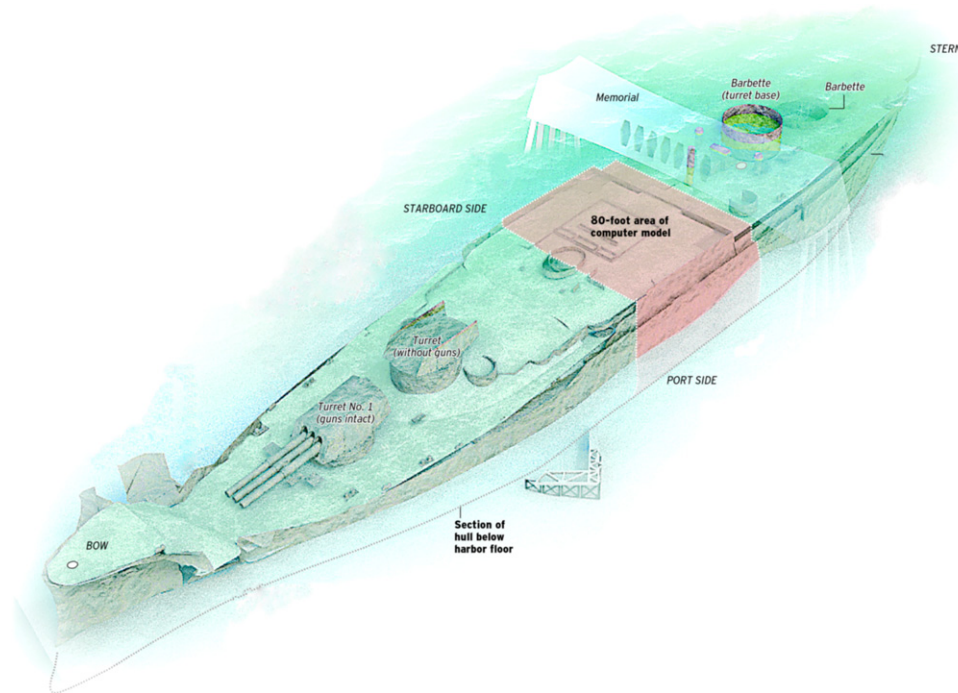 STERN
Barbette
(turret base)
Barbette
Memorial
STARBOARD SIDE
80-foot area of
computer model
Turret
(without guns)
PORT SIDE
Turret No. 1
(guns intact)
Section of
hull below
harbor floor
BOW